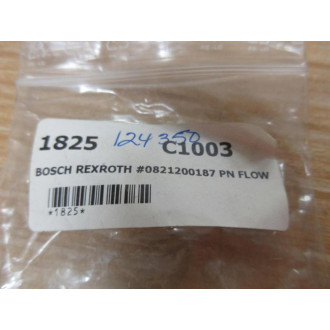 1825 124350 C1003
BOSCH REXROTH #0821200187 PN FLOW
*1825*